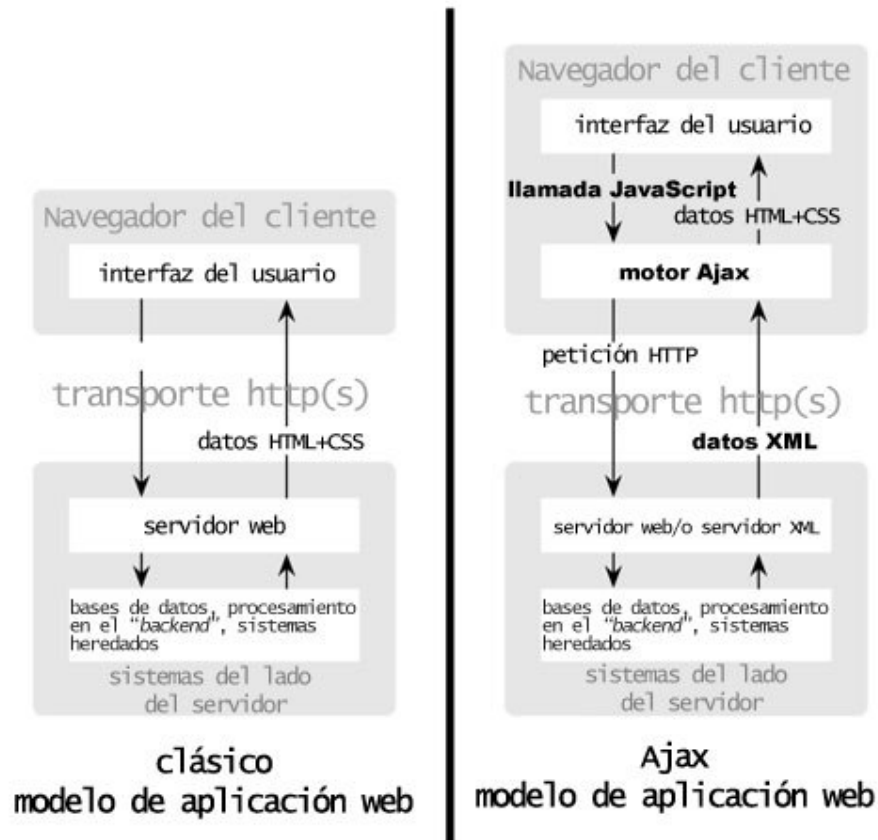 Navegador del cliente
interfaz del usuario
transporte http(s)
datos HTML+CSS
servidor web
bases de datos, procesamiento
en el "backend", sistemas
heredados
sistemas del lado
del servidor
clásico
modelo de aplicación web
Navegador del cliente
interfaz del usuario
llamada JavaScript
datos HTML+CSS
motor Ajax
petición HTTP
transporte http(s)
datos XML
servidor web/o servidor XML
bases de datos, procesamiento
en el "backend", sistemas
heredados
sistemas del lado
del servidor
Ajax
modelo de aplicación web